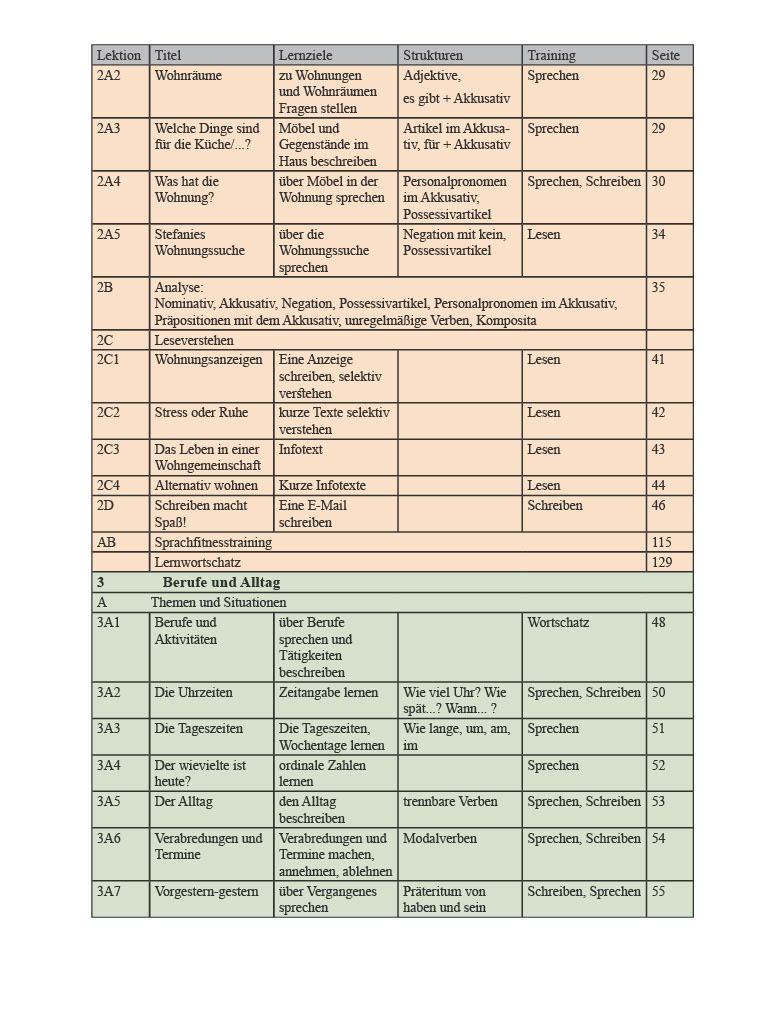 Lektion Titel Lernziele Strukturen Training Seite
2A2 Wohnräume zu Wohnungen Adjektive, Sprechen 29
und Wohnräumen es gibt + Akkusativ
Fragen stellen
2A3 Welche Dinge sind Möbel und Artikel im Akkusa- Sprechen 29
für die Küche/...? Gegenstände im tiv, für + Akkusativ
Haus beschreiben
2A4 Was hat die über Möbel in der Personalpronomen Sprechen, Schreiben 30
Wohnung? Wohnung sprechen im Akkusativ,
Possessivartikel
2A5 Stefanies über die Negation mit kein, Lesen 34
Wohnungssuche Wohnungssuche Possessivartikel
sprechen
2B Analyse: 35
Nominativ, Akkusativ, Negation, Possessivartikel, Personalpronomen im Akkusativ,
Präpositionen mit dem Akkusativ, unregelmäßige Verben, Komposita
2C Leseverstehen
2C1 Wohnungsanzeigen Eine Anzeige Lesen 41
schreiben, selektiv
verstehen
2C2 Stress oder Ruhe kurze Texte selektiv Lesen 42
verstehen
2C3 Das Leben in einer Infotext Lesen 43
Wohngemeinschaft
2C4 Alternativ wohnen Kurze Infotexte Lesen 44
2D Schreiben macht Eine E-Mail Schreiben 46
Spaß! schreiben
AB Sprachfitnesstraining 115
Lernwortschatz 129
3 Berufe und Alltag
A Themen und Situationen
3A1 Berufe und über Berufe Wortschatz 48
Aktivitäten sprechen und
Tätigkeiten
beschreiben
3A2 Die Uhrzeiten Zeitangabe lernen Wie viel Uhr? Wie Sprechen, Schreiben 50
spät...? Wann... ?
3A3 Die Tageszeiten Die Tageszeiten, Wie lange, um, am, Sprechen 51
Wochentage lernen im
3A4 Der wievielte ist ordinale Zahlen Sprechen 52
heute? lernen
3A5 Der Alltag den Alltag trennbare Verben Sprechen, Schreiben 53
beschreiben
3A6 Verabredungen und Verabredungen und Modalverben Sprechen, Schreiben 54
Termine Termine machen,
annehmen, ablehnen
3A7 Vorgestern-gestern über Vergangenes Präteritum von Schreiben, Sprechen 55
sprechen haben und sein